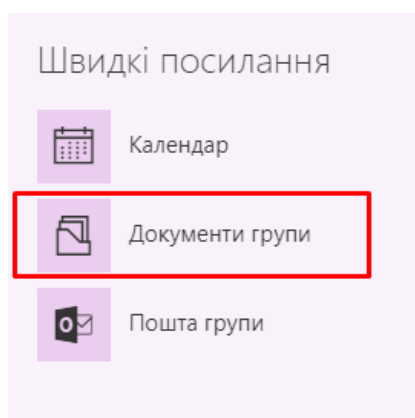 Швидкі посилання
Календар
Документи групи
Пошта групи